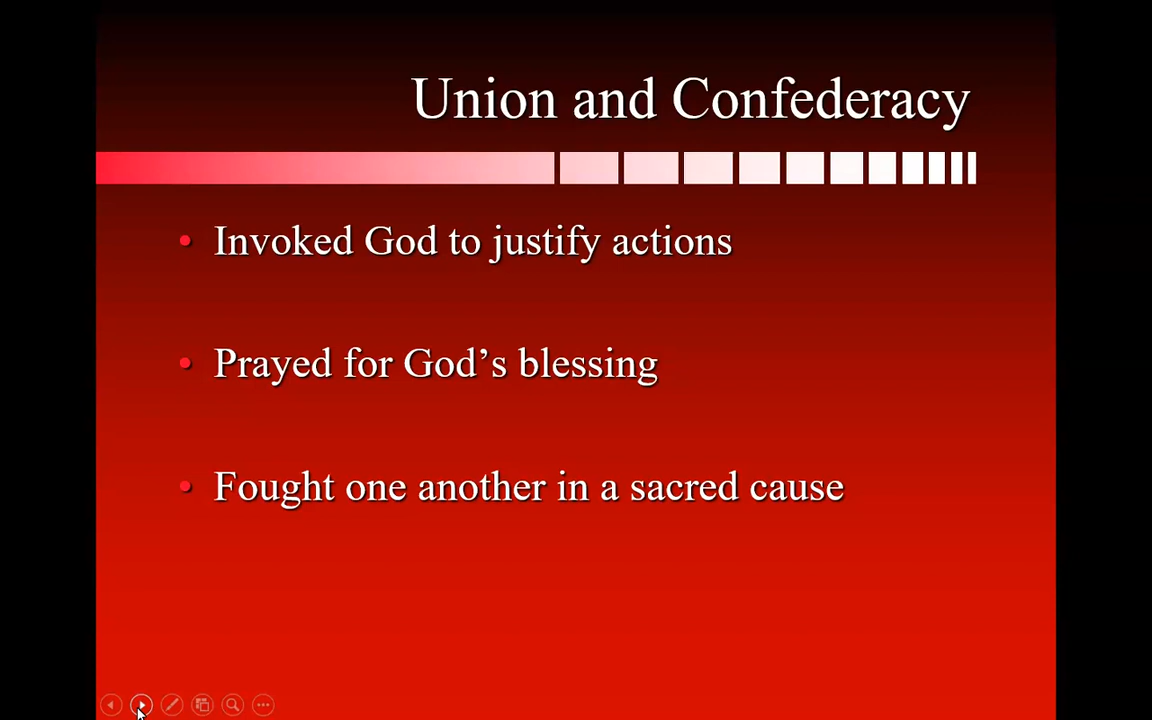 Union and Confederacy
• Invoked God to justify actions
• Prayed for God’s blessing
• Fought one another in a sacred cause